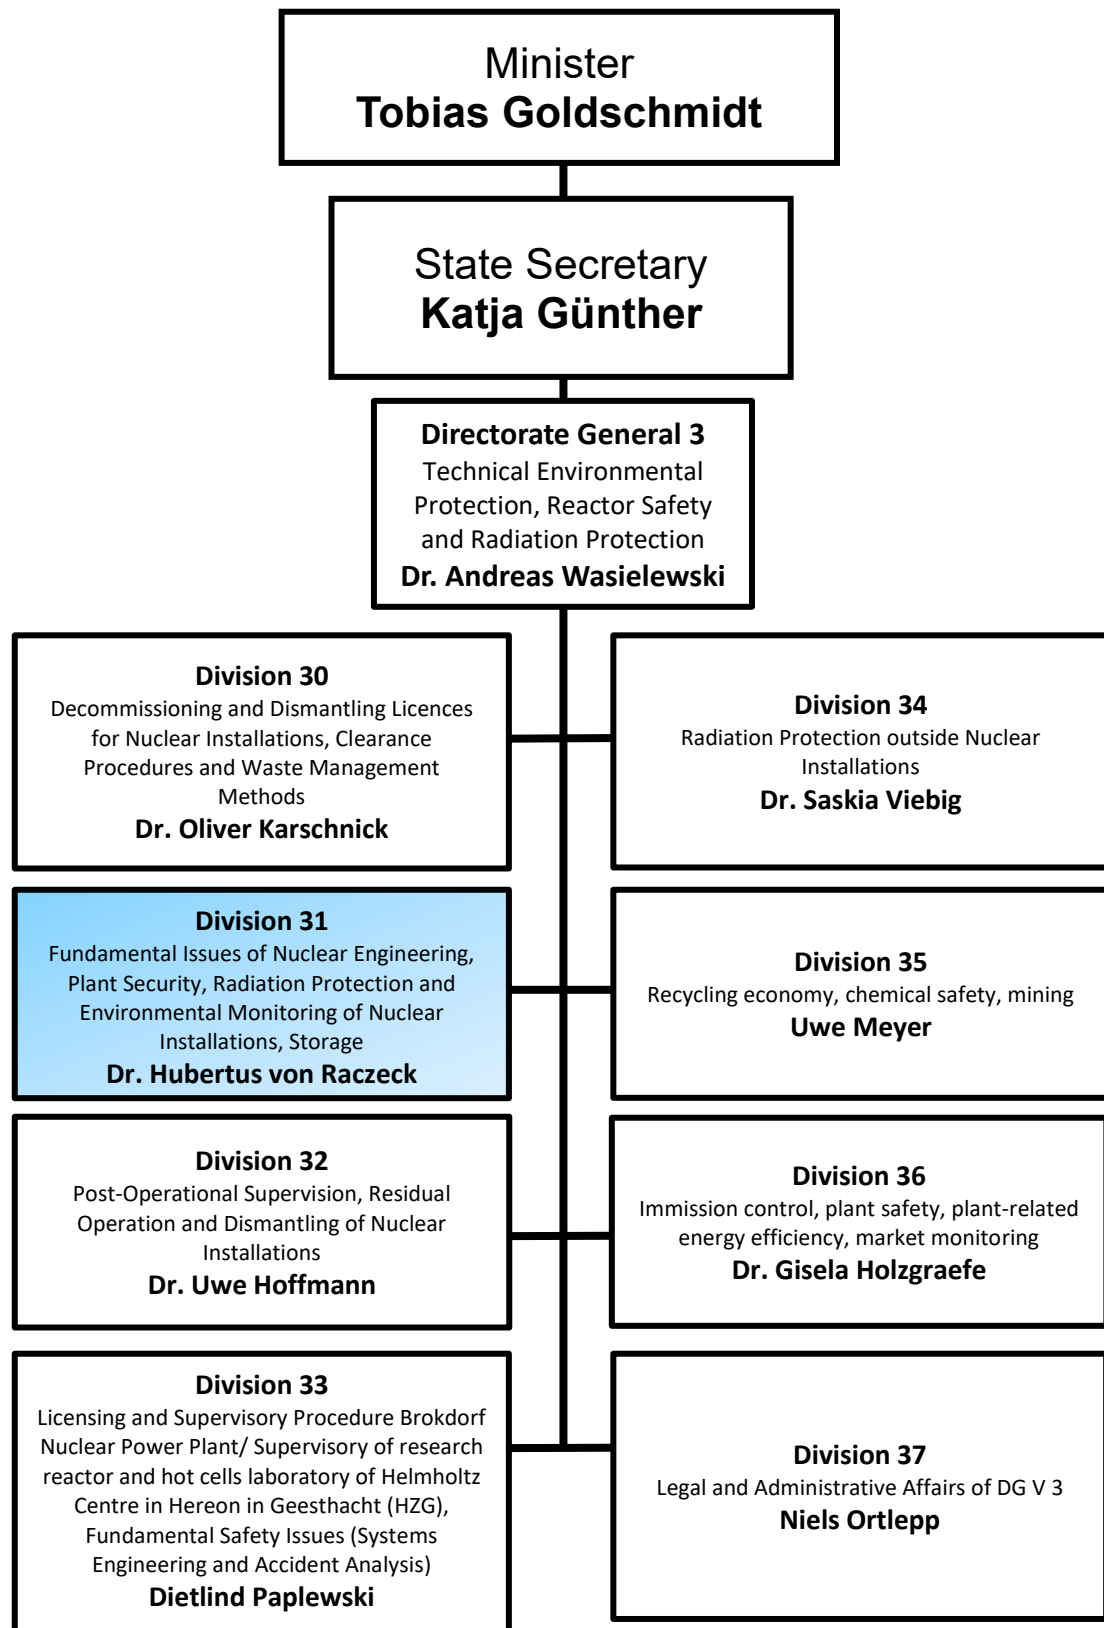 Minister
Tobias Goldschmidt
State Secretary
Katja Günther
Directorate General 3
Technical Environmental
Protection, Reactor Safety
and Radiation Protection
Dr. Andreas Wasielewski
Division 30
Decommissioning and Dismantling Licences
for Nuclear Installations, Clearance
Procedures and Waste Management
Methods
Dr. Oliver Karschnick
Division 34
Radiation Protection outside Nuclear
Installations
Dr. Saskia Viebig
Division 31
Fundamental Issues of Nuclear Engineering,
Plant Security, Radiation Protection and
Environmental Monitoring of Nuclear
Installations, Storage
Dr. Hubertus von Raczeck
Division 35
Recycling economy, chemical safety, mining
Uwe Meyer
Division 32
Post-Operational Supervision, Residual
Operation and Dismantling of Nuclear
Installations
Dr. Uwe Hoffmann
Division 36
Immission control, plant safety, plant-related
energy efficiency, market monitoring
Dr. Gisela Holzgraefe
Division 33
Licensing and Supervisory Procedure Brokdorf
Nuclear Power Plant/ Supervisory of research
reactor and hot cells laboratory of Helmholtz
Centre in Hereon in Geesthacht (HZG),
Fundamental Safety Issues (Systems
Engineering and Accident Analysis)
Dietlind Paplewski
Division 37
Legal and Administrative Affairs of DG V 3
Niels Ortlepp